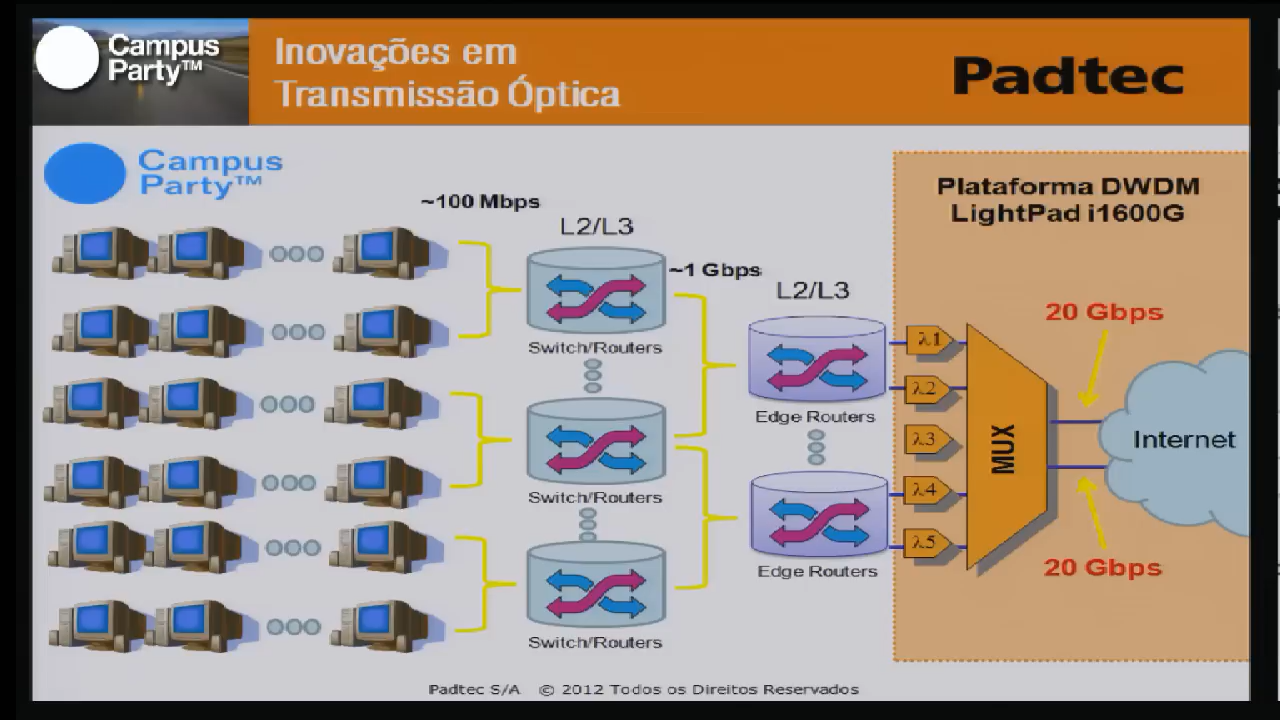 Campus
Party™
Inovações em
Transmissão Óptica
Padtec
Campus
Party™
~100 Mbps
L2/L3
~1 Gbps
L2/L3
Plataforma DWDM
LightPad i1600G
20 Gbps
Switch/Routers
λ1
λ2
Edge Routers
λ3
MUX
Internet
Switch/Routers
λ4
λ5
Edge Routers
20 Gbps
Switch/Routers
Padtec S/A © 2012 Todos os Direitos Reservados